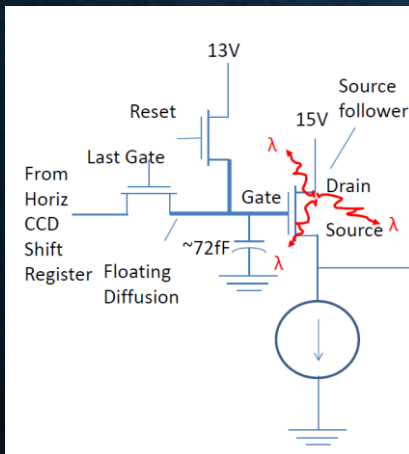 13V
Source
follower
Reset
15V
λ
Last Gate
From
Horiz
CCD
Shift
Register
Gate
Drain
~72fF
Source
λ
λ
Floating
Diffusion